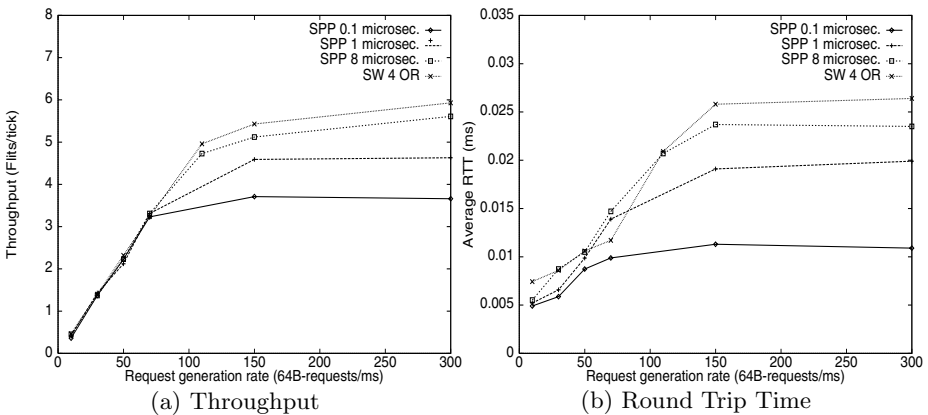 8
7
6
5
4
3
2
1
0
Throughput (Flits/tick)
SPP 0.1 microsec.
SPP 1 microsec.
SPP 8 microsec.
SW 4 OR
0 50 100 150 200 250 300
Request generation rate (64B-requests/ms)
(a) Throughput
0.035
0.03
0.025
0.02
0.015
0.01
0.005
0
Average RTT (ms)
SPP 0.1 microsec.
SPP 1 microsec.
SPP 8 microsec.
SW 4 OR
0 50 100 150 200 250 300
Request generation rate (64B-requests/ms)
(b) Round Trip Time